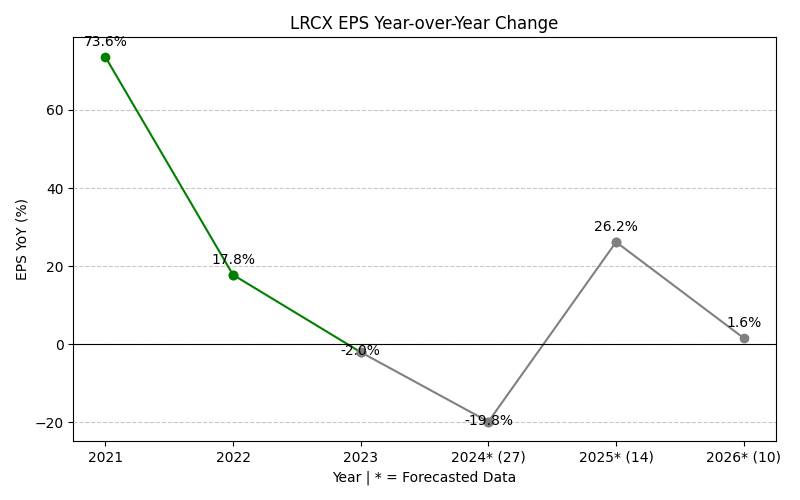 LRCX EPS Year-over-Year Change
73.6%
60
40
26.2%
EPS YoY (%)
17.8%
20
1.6%
0
-2.0%
-19.8%
−20
2021 2022 2023 2024* (27) 2025* (14) 2026* (10)
Year | * = Forecasted Data